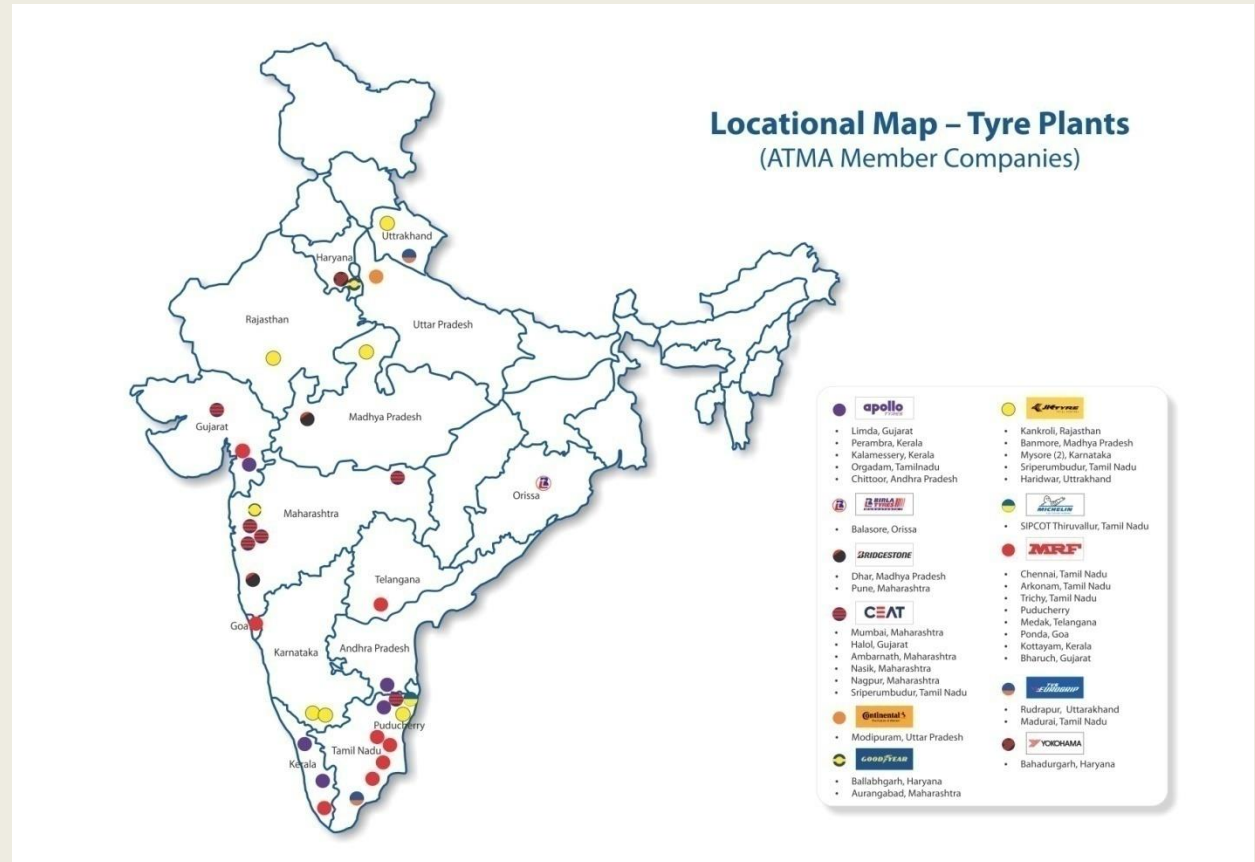 Locational Map – Tyre Plants
(ATMA Member Companies)
Uttrakhand
Haryana
Rajasthan
Uttar Pradesh
Madhya Pradesh
Gujarat
Orissa
Maharashtra
Telangana
Goa
Karnataka
Andhra Pradesh
Puducherry
Tamil Nadu
Kerala
apollo
TYRES
• Limda, Gujarat
• Perambra, Kerala
• Kalamessery, Kerala
• Orgadam, Tamilnadu
• Chittoor, Andhra Pradesh
BIRLA
TYRES
• Balasore, Orissa
BRIDGESTONE
• Dhar, Madhya Pradesh
• Pune, Maharashtra
CEAT
• Mumbai, Maharashtra
• Halol, Gujarat
• Ambarnath, Maharashtra
• Nasik, Maharashtra
• Nagpur, Maharashtra
• Sriperumbudur, Tamil Nadu
Continental
• Modipuram, Uttar Pradesh
GOODYEAR
• Ballabhgarh, Haryana
• Aurangabad, Maharashtra
JK TYRE
• Kankroli, Rajasthan
• Banmore, Madhya Pradesh
• Mysore (2), Karnataka
• Sriperumbudur, Tamil Nadu
• Haridwar, Uttrakhand
MICHELIN
• SIPCOT Thiruvallur, Tamil Nadu
MRF
• Chennai, Tamil Nadu
• Arkonam, Tamil Nadu
• Trichy, Tamil Nadu
• Puducherry
• Medak, Telangana
• Ponda, Goa
• Kottayam, Kerala
• Bharuch, Gujarat
TVS
EUROGRIP
• Rudrapur, Uttarakhand
• Madurai, Tamil Nadu
YOKOHAMA
• Bahadurgarh, Haryana